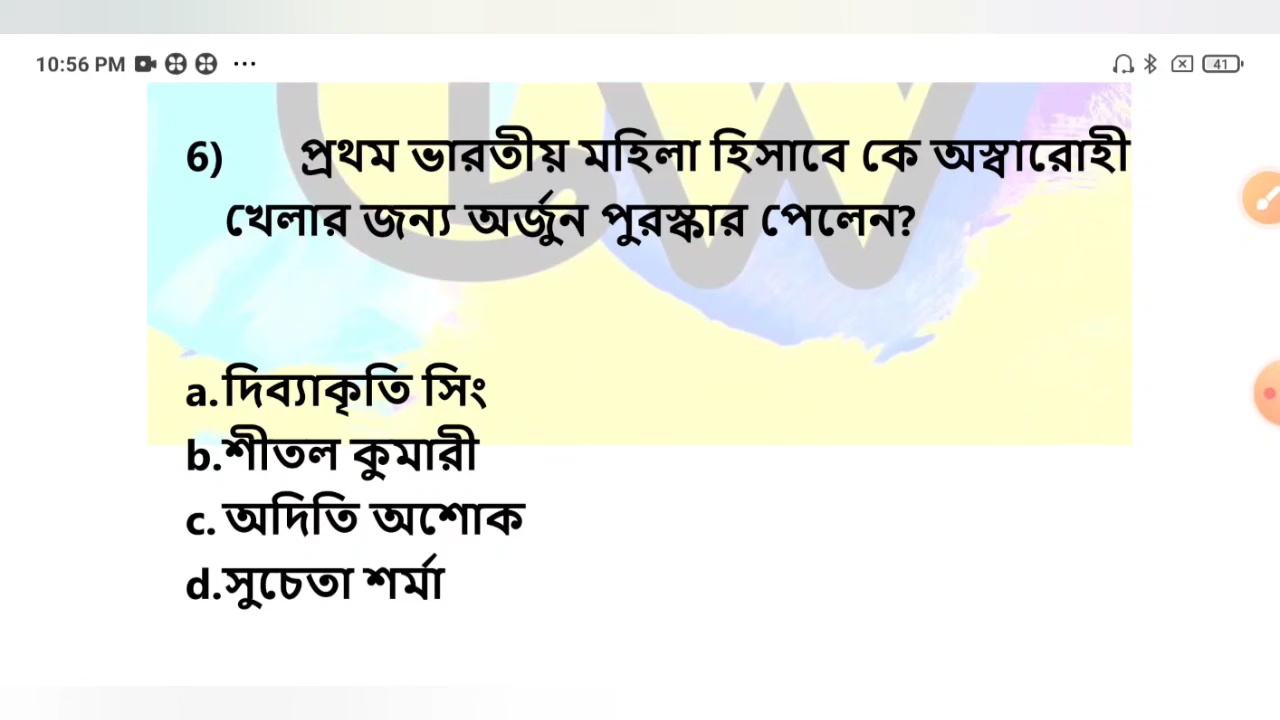 10:56 PM ... 41
6) প্রথম ভারতীয় মহিলা হিসাবে কে অস্বারোহী
খেলার জন্য অর্জুন পুরস্কার পেলেন?
a.দিব্যাকৃতি সিং
b.শীতল কুমারী
c. অদিতি অশোক
d.সুচেতা শর্মা